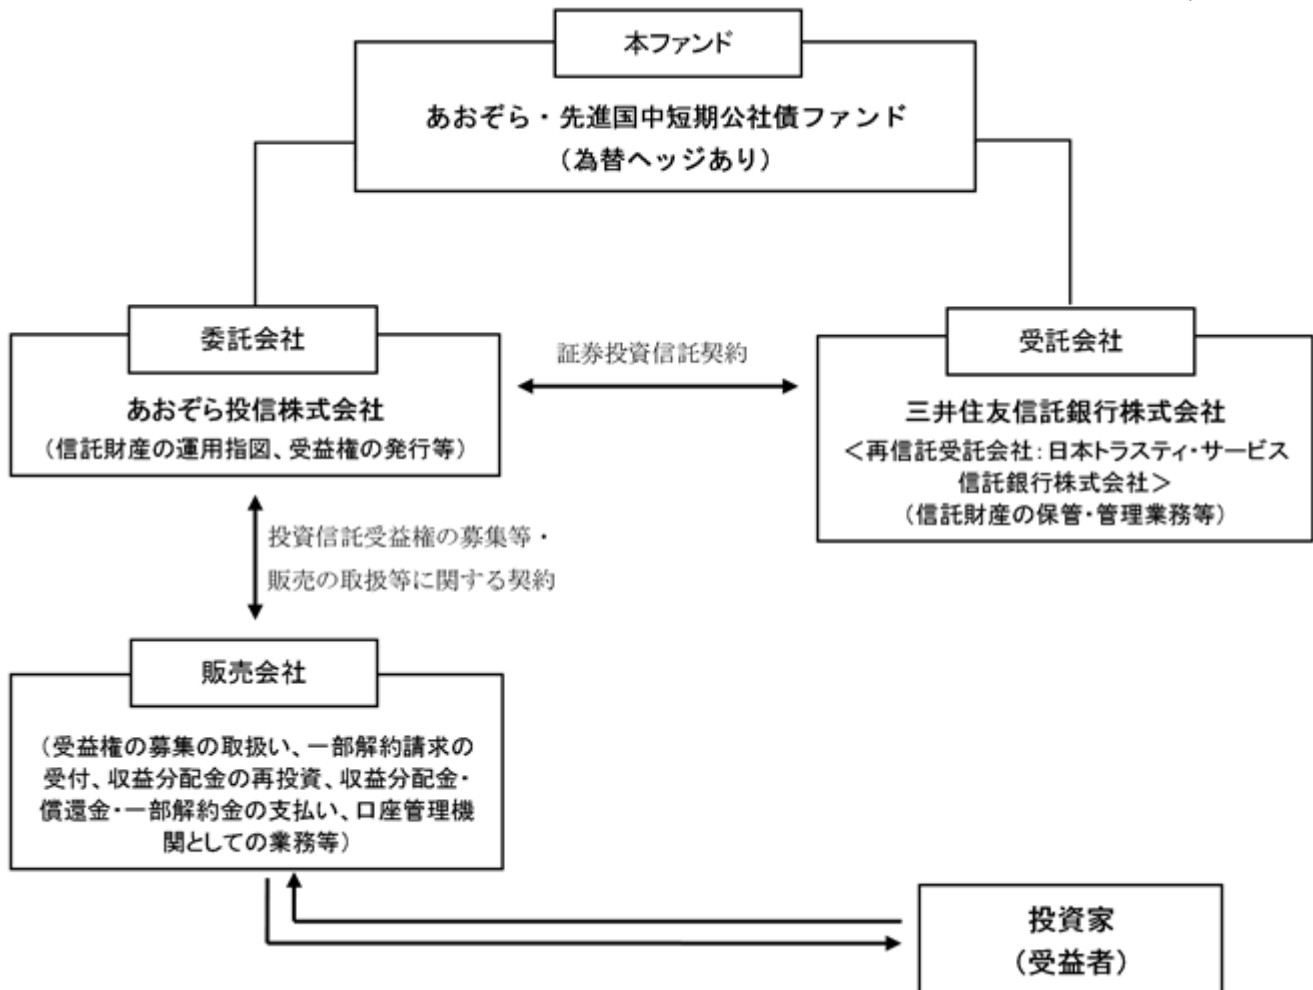 本ファンド
あおぞら・先進国中短期公社債ファンド
（為替ヘッジあり）
委託会社
あおぞら投信株式会社
（信託財産の運用指図、受益権の発行等）
証券投資信託契約
受託会社
三井住友信託銀行株式会社
＜再信託受託会社：日本トラスティ・サービス
信託銀行株式会社＞
（信託財産の保管・管理業務等）
投資信託受益権の募集等・
販売の取扱等に関する契約
販売会社
（受益権の募集の取扱い、一部解約請求の
受付、収益分配金の再投資、収益分配金・
償還金・一部解約金の支払い、口座管理機
関としての業務等）
投資家
（受益者）